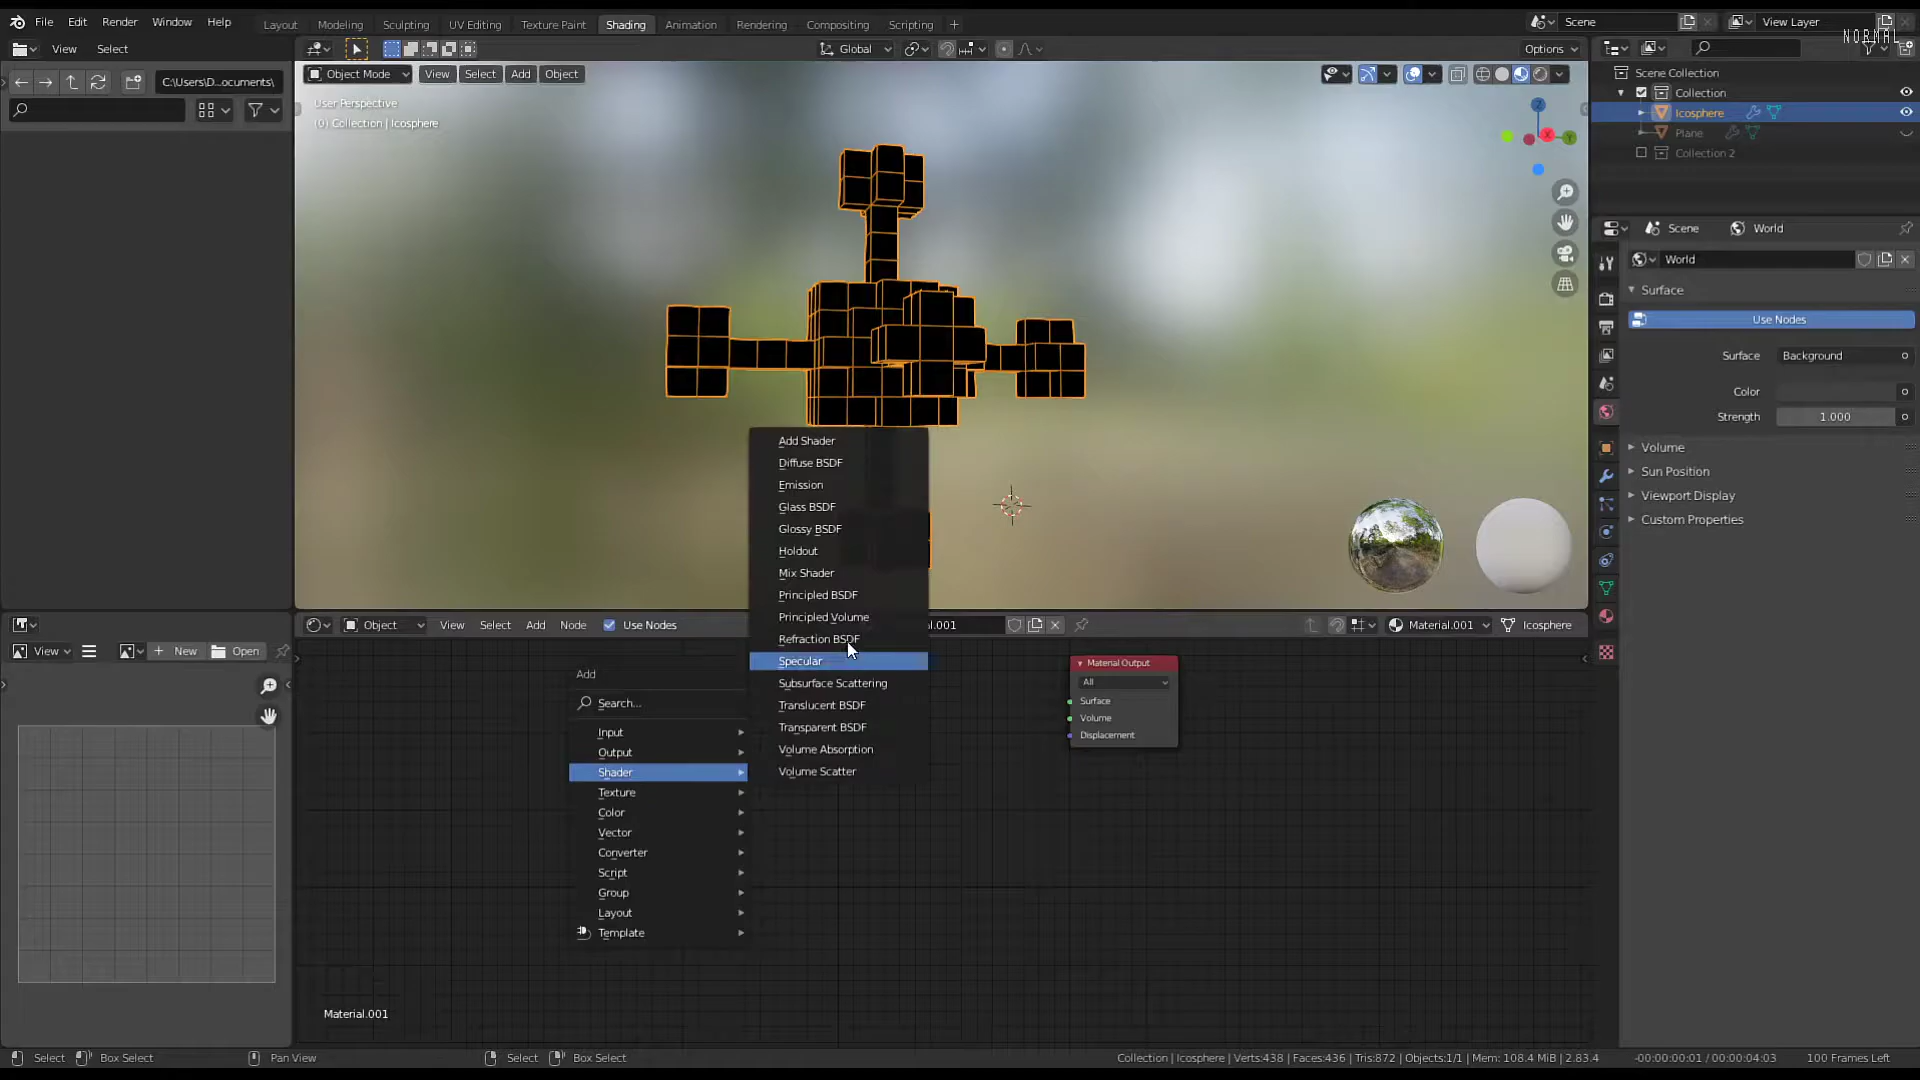 File Edit Render Window Help
Layout Modeling Sculpting UV Editing Texture Paint Shading Animation Rendering Compositing Scripting +
Scene
View Layer
NORMAL
View Select
Global
Options
C:\Users\D...ocuments\
Object Mode View Select Add Object
User Perspective
(0) Collection | Icosphere
Scene Collection
Collection
Icosphere
Plane
Collection 2
Scene World
World
Surface
Use Nodes
Surface Background
Color
Strength 1.000
Volume
Sun Position
Viewport Display
Custom Properties
Add Shader
Diffuse BSDF
Emission
Glass BSDF
Glossy BSDF
Holdout
Mix Shader
Principled BSDF
Principled Volume
Refraction BSDF
Specular
Subsurface Scattering
Translucent BSDF
Transparent BSDF
Volume Absorption
Volume Scatter
Object View Select Add Node Use Nodes
l.001
Material.001 Icosphere
View + New Open
Add
Search...
Input
Output
Shader
Texture
Color
Vector
Converter
Script
Group
Layout
Template
Material Output
All
Surface
Volume
Displacement
Material.001
Select Box Select Pan View Select Box Select
Collection | Icosphere | Verts:438 | Faces:436 | Tris:872 | Objects:1/1 | Mem: 108.4 MiB | 2.83.4
-00:00:00:01 / 00:00:04:03 100 Frames Left